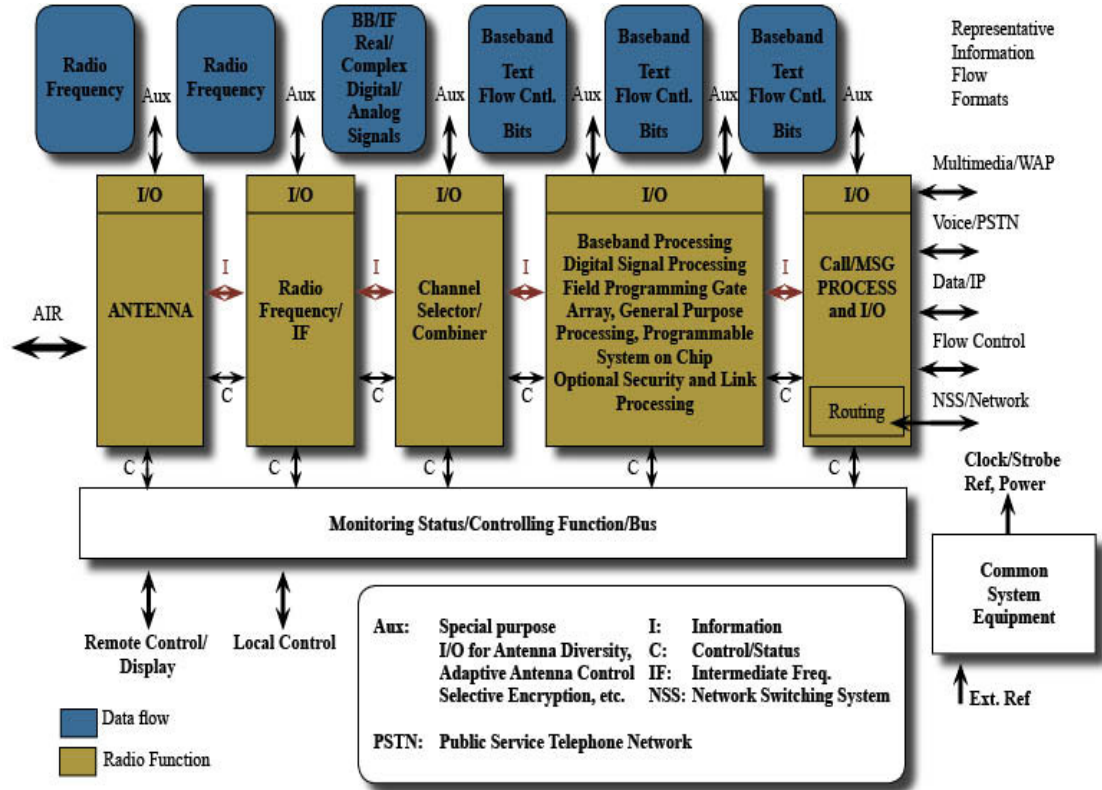 Radio
Frequency
Radio
Frequency
BB/IF
Real/
Complex
Digital/
Analog
Signals
Baseband
Text
Flow Cntl.
Bits
Baseband
Text
Flow Cntl.
Bits
Baseband
Text
Flow Cntl.
Bits
Representative
Information
Flow
Formats
Aux
Aux
Aux
Aux
Aux
I/O
I/O
I/O
I/O
I/O
AIR
ANTENNA
Radio
Frequency/
IF
Channel
Selector/
Combiner
Baseband Processing
Digital Signal Processing
Field Programming Gate
Array, General Purpose
Processing, Programmable
System on Chip
Optional Security and Link
Processing
Call/MSG
PROCESS
and I/O
Routing
I
I
I
I
C
C
C
C
Multimedia/WAP
Voice/PSTN
Data/IP
Flow Control
NSS/Network
C
C
C
C
C
Monitoring Status/Controlling Function/Bus
Clock/Strobe
Ref, Power
Common
System
Equipment
Ext. Ref
Remote Control/
Display
Local Control
Aux: Special purpose
I/O for Antenna Diversity,
Adaptive Antenna Control
Selective Encryption, etc.
I: Information
C: Control/Status
IF: Intermediate Freq.
NSS: Network Switching System
PSTN: Public Service Telephone Network
Data flow
Radio Function